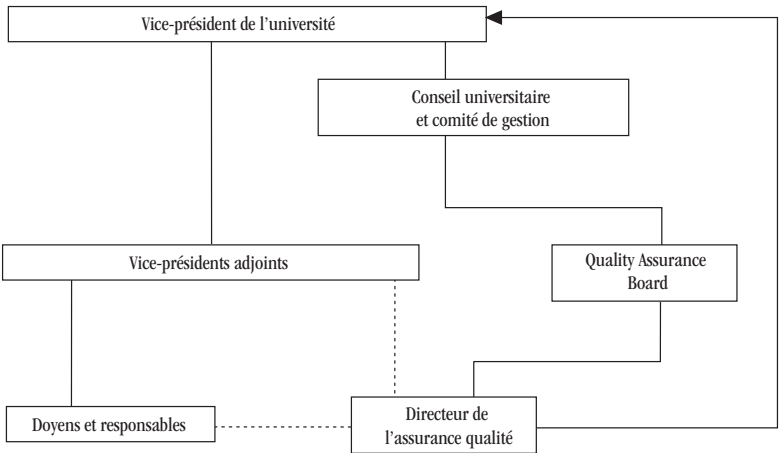 Vice-président de l’université
Conseil universitaire
et comité de gestion
Vice-présidents adjoints
Quality Assurance
Board
Doyens et responsables
Directeur de
l’assurance qualité